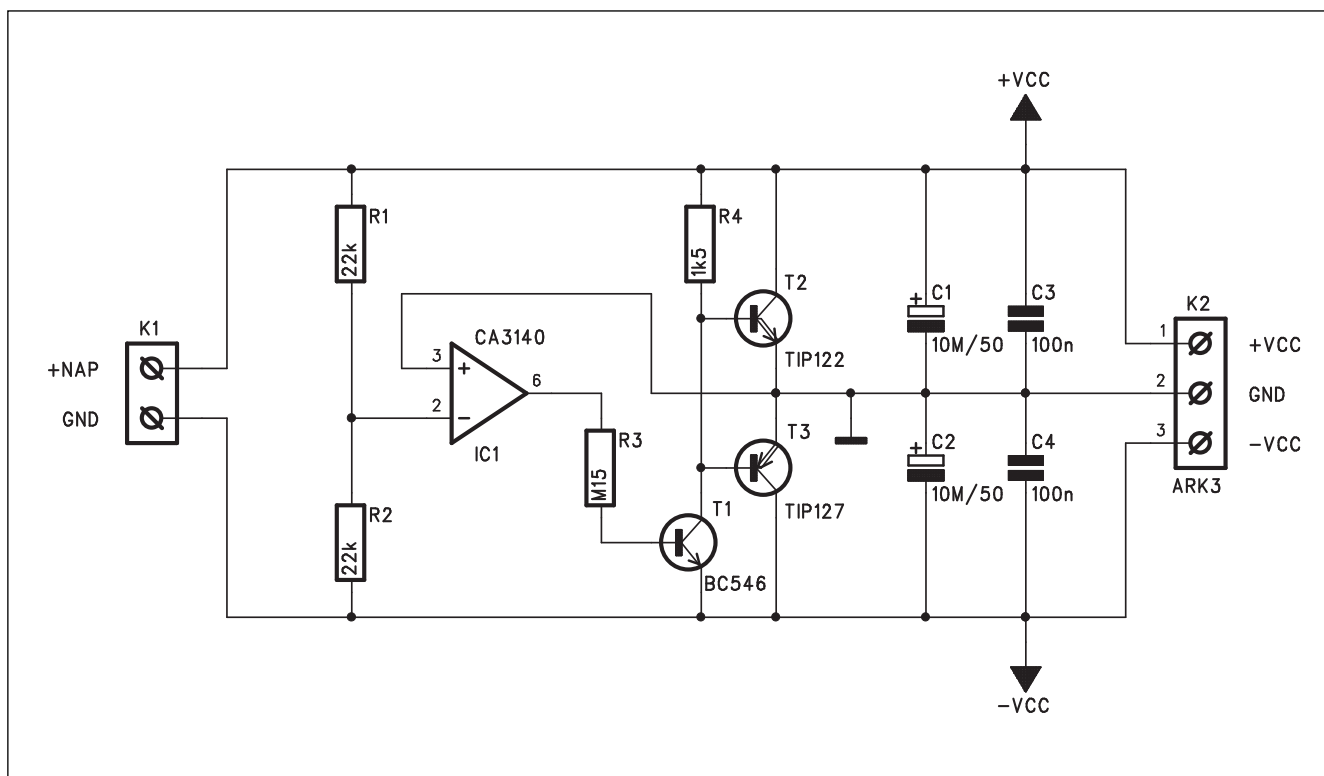 +VCC
K1
+NAP
GND
R1
22k
R2
22k
3
+
2
-
6
CA3140
IC1
R3
M15
R4
1k5
T1
BC546
T2
TIP122
T3
TIP127
+
C1
10M/50
C3
100n
+
C2
10M/50
C4
100n
K2
1
+VCC
2
GND
3
-VCC
ARK3
-VCC